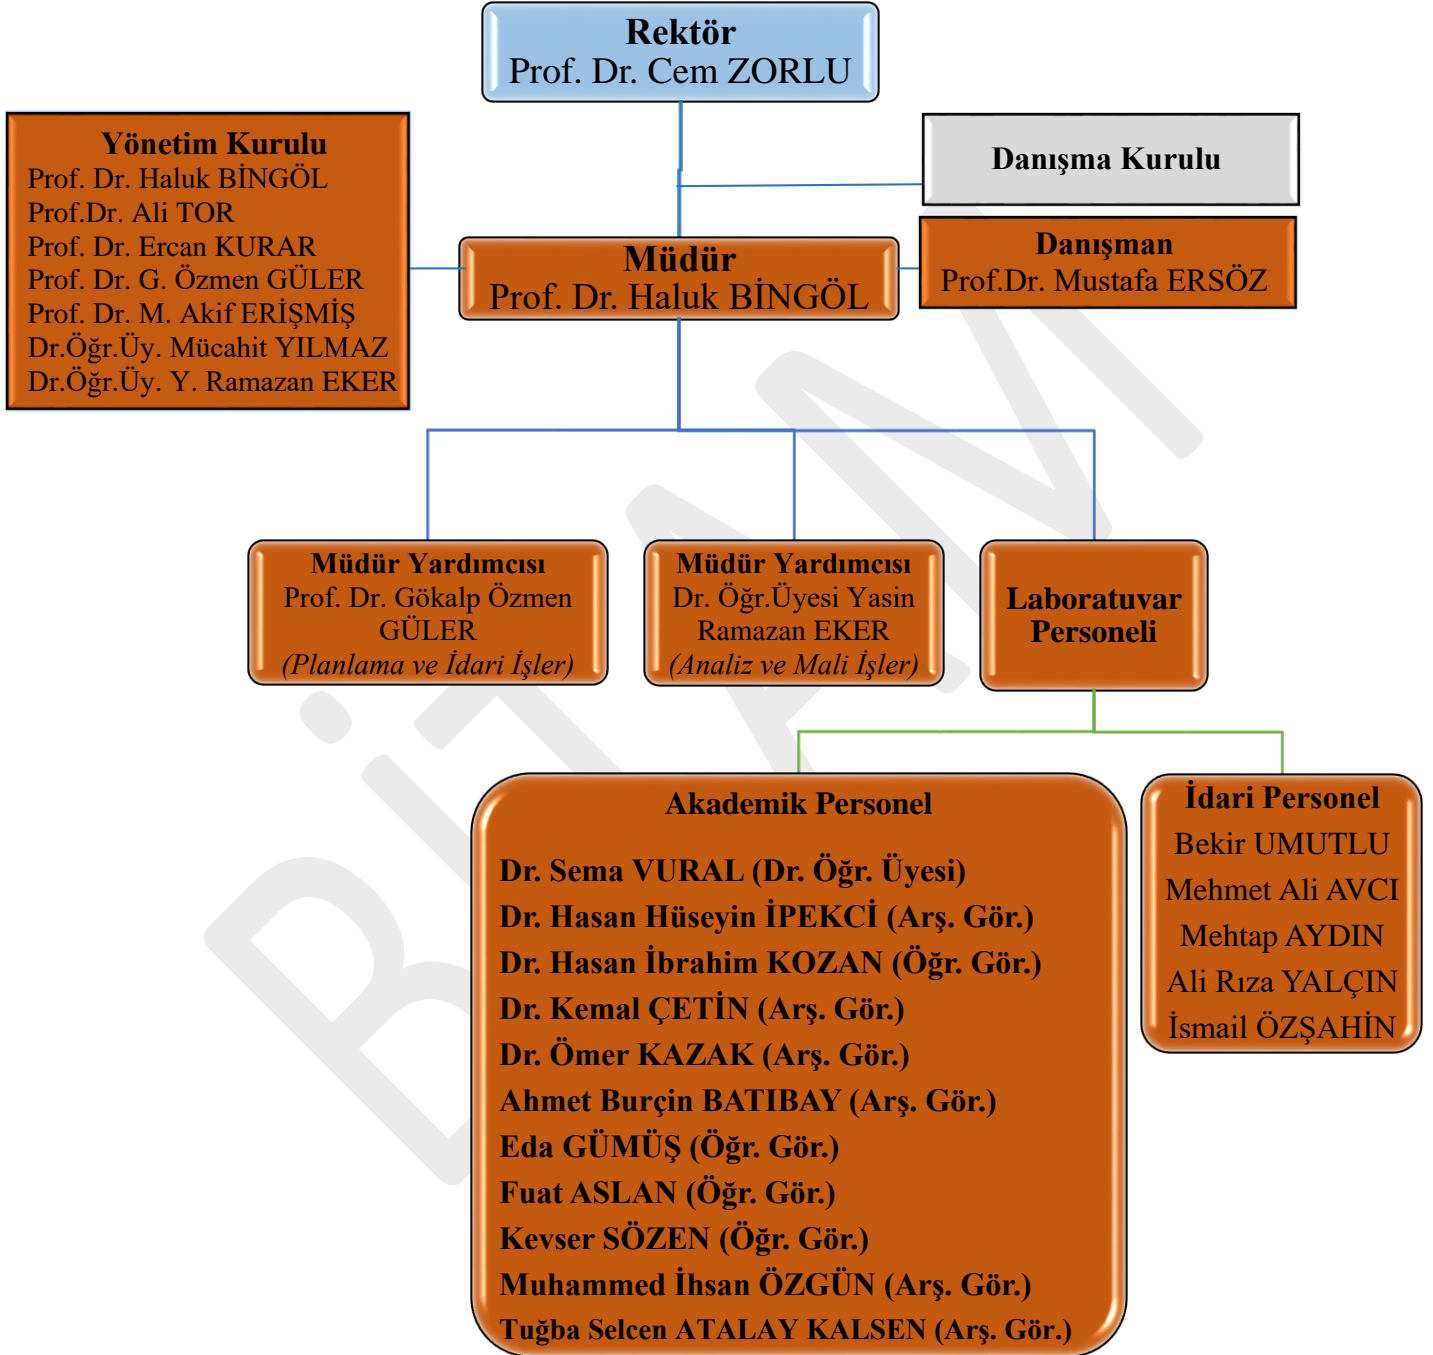 Rektör
Prof. Dr. Cem ZORLU
Yönetim Kurulu
Prof. Dr. Haluk BİNGÖL
Prof.Dr. Ali TOR
Prof. Dr. Ercan KURAR
Prof. Dr. G. Özmen GÜLER
Prof. Dr. M. Akif ERİŞMİŞ
Dr.Öğr.Üy. Mücahit YILMAZ
Dr.Öğr.Üy. Y. Ramazan EKER
Danışma Kurulu
Müdür
Prof. Dr. Haluk BİNGÖL
Danışman
Prof.Dr. Mustafa ERSÖZ
Müdür Yardımcısı
Prof. Dr. Gökalp Özmen
GÜLER
(Planlama ve İdari İşler)
Müdür Yardımcısı
Dr. Öğr.Üyesi Yasin
Ramazan EKER
(Analiz ve Mali İşler)
Laboratuvar
Personeli
Akademik Personel
Dr. Sema VURAL (Dr. Öğr. Üyesi)
Dr. Hasan Hüseyin İPEKCİ (Arş. Gör.)
Dr. Hasan İbrahim KOZAN (Öğr. Gör.)
Dr. Kemal ÇETİN (Arş. Gör.)
Dr. Ömer KAZAK (Arş. Gör.)
Ahmet Burçin BATIBAY (Arş. Gör.)
Eda GÜMÜŞ (Öğr. Gör.)
Fuat ASLAN (Öğr. Gör.)
Kevser SÖZEN (Öğr. Gör.)
Muhammed İhsan ÖZGÜN (Arş. Gör.)
Tuğba Selcen ATALAY KALSEN (Arş. Gör.)
İdari Personel
Bekir UMUTLU
Mehmet Ali AVCI
Mehtap AYDIN
Ali Rıza YALÇIN
İsmail ÖZŞAHİN
BİTAM